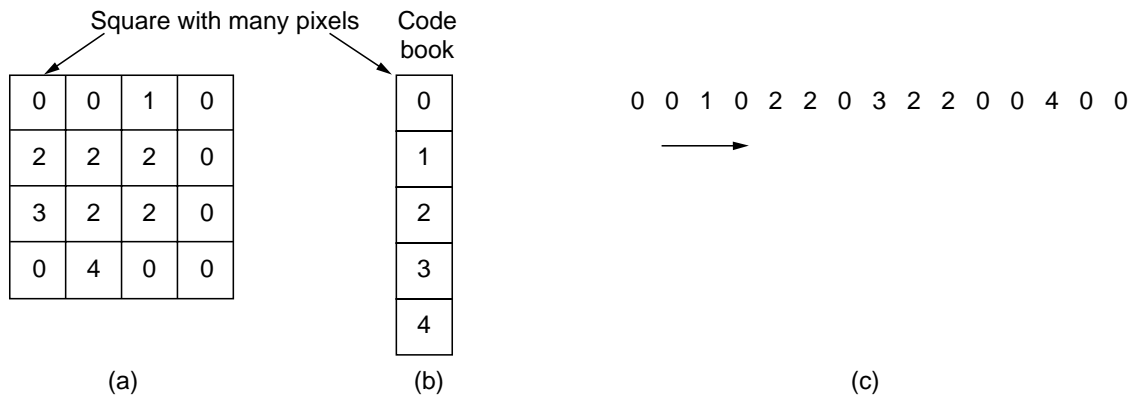 Square with many pixels
Code
book
0 0 1 0
2 2 2 0
3 2 2 0
0 4 0 0
0
1
2
3
4
0 0 1 0 2 2 0 3 2 2 0 0 4 0 0
(a)
(b)
(c)